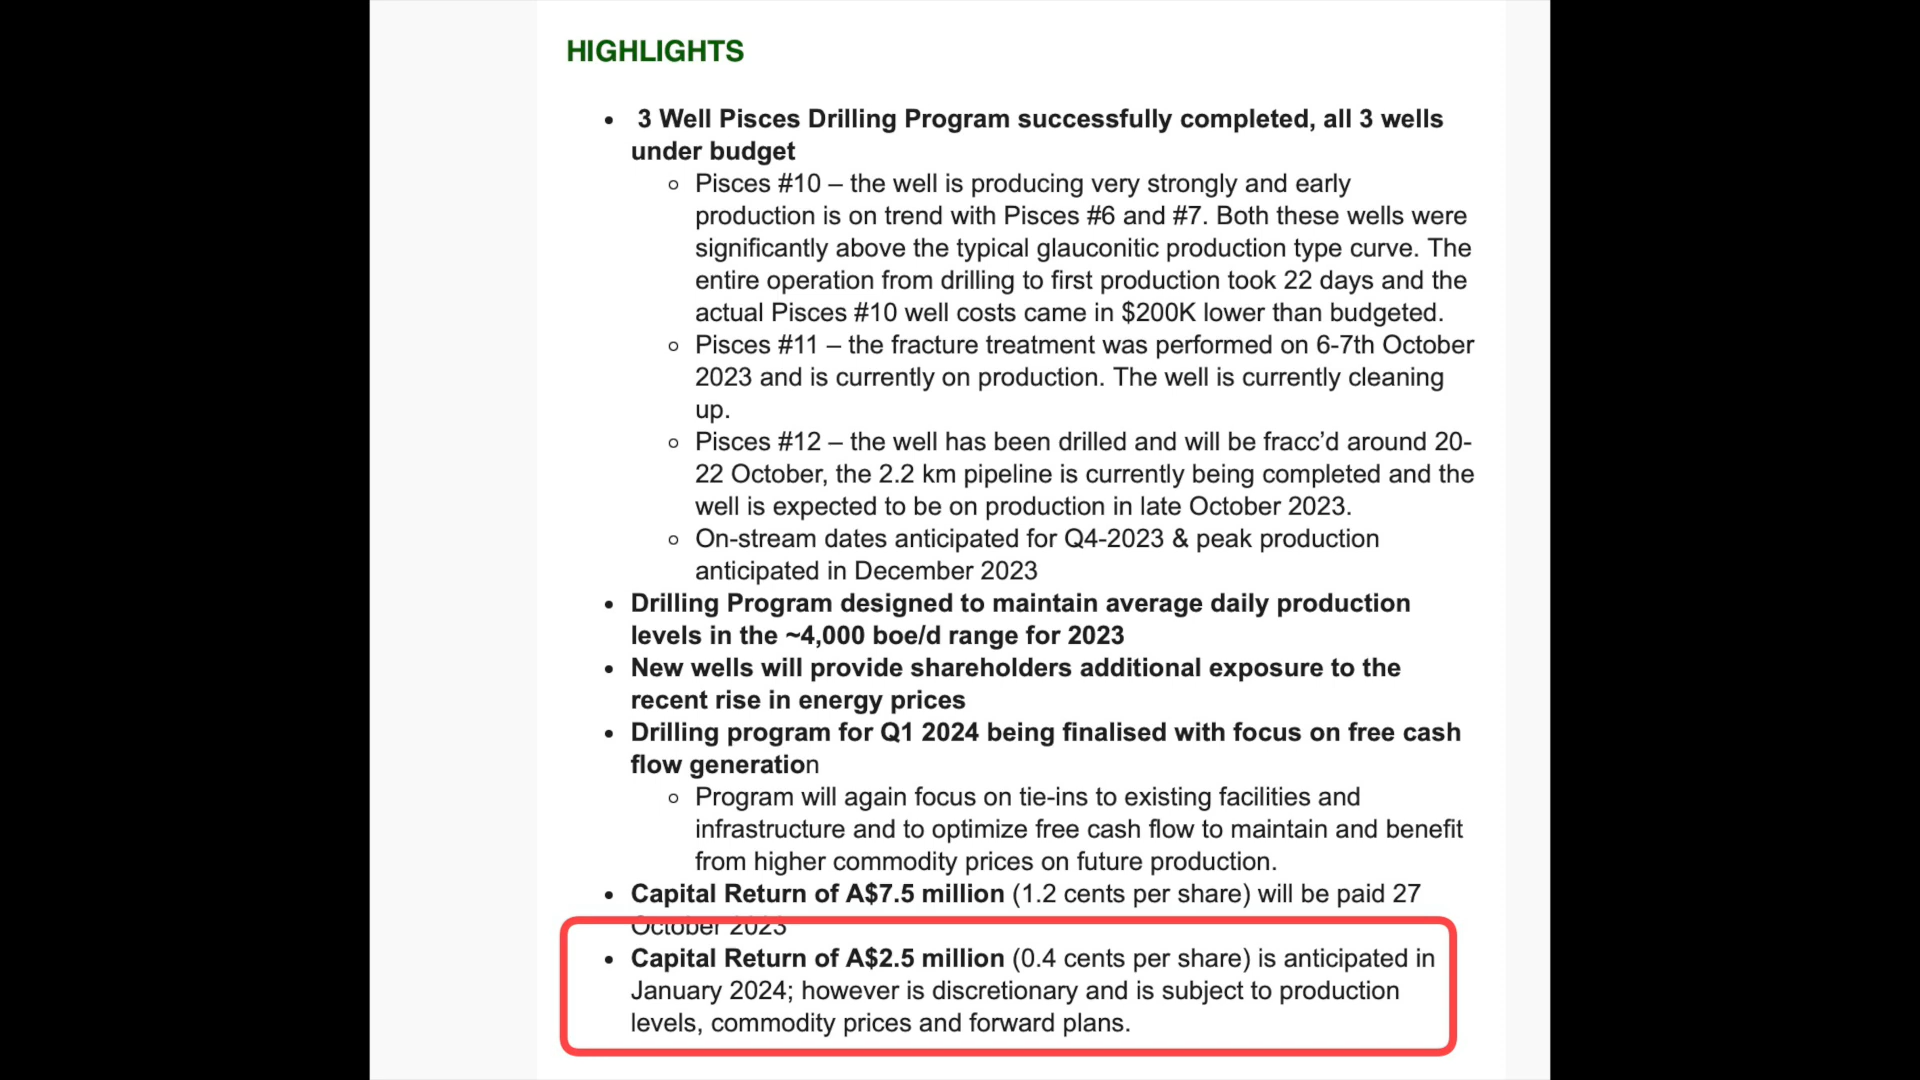 HIGHLIGHTS
• 3 Well Pisces Drilling Program successfully completed, all 3 wells
under budget
○ Pisces #10 – the well is producing very strongly and early
production is on trend with Pisces #6 and #7. Both these wells were
significantly above the typical glauconitic production type curve. The
entire operation from drilling to first production took 22 days and the
actual Pisces #10 well costs came in $200K lower than budgeted.
○ Pisces #11 – the fracture treatment was performed on 6-7th October
2023 and is currently on production. The well is currently cleaning
up.
○ Pisces #12 – the well has been drilled and will be fracc’d around 20-
22 October, the 2.2 km pipeline is currently being completed and the
well is expected to be on production in late October 2023.
○ On-stream dates anticipated for Q4-2023 & peak production
anticipated in December 2023
• Drilling Program designed to maintain average daily production
levels in the ~4,000 boe/d range for 2023
• New wells will provide shareholders additional exposure to the
recent rise in energy prices
• Drilling program for Q1 2024 being finalised with focus on free cash
flow generation
○ Program will again focus on tie-ins to existing facilities and
infrastructure and to optimize free cash flow to maintain and benefit
from higher commodity prices on future production.
• Capital Return of A$7.5 million (1.2 cents per share) will be paid 27
October 2023
• Capital Return of A$2.5 million (0.4 cents per share) is anticipated in
January 2024; however is discretionary and is subject to production
levels, commodity prices and forward plans.